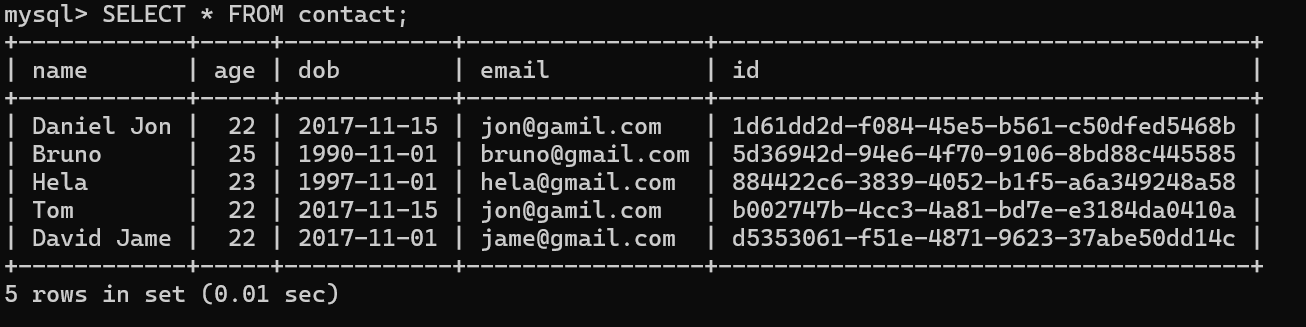 mysql> SELECT * FROM contact;
+------------+-----+------------+-----------------+--------------------------------------+
| name       | age | dob        | email           | id                                   |
+------------+-----+------------+-----------------+--------------------------------------+
| Daniel Jon |  22 | 2017-11-15 | jon@gamil.com   | 1d61dd2d-f084-45e5-b561-c50dfed5468b |
| Bruno      |  25 | 1990-11-01 | bruno@gmail.com | 5d36942d-94e6-4f70-9106-8bd88c445585 |
| Hela       |  23 | 1997-11-01 | hela@gmail.com  | 884422c6-3839-4052-b1f5-a6a349248a58 |
| Tom        |  22 | 2017-11-15 | jon@gamil.com   | b002747b-4cc3-4a81-bd7e-e3184da0410a |
| David Jame |  22 | 2017-11-01 | jame@gmail.com  | d5353061-f51e-4871-9623-37abe50dd14c |
+------------+-----+------------+-----------------+--------------------------------------+
5 rows in set (0.01 sec)